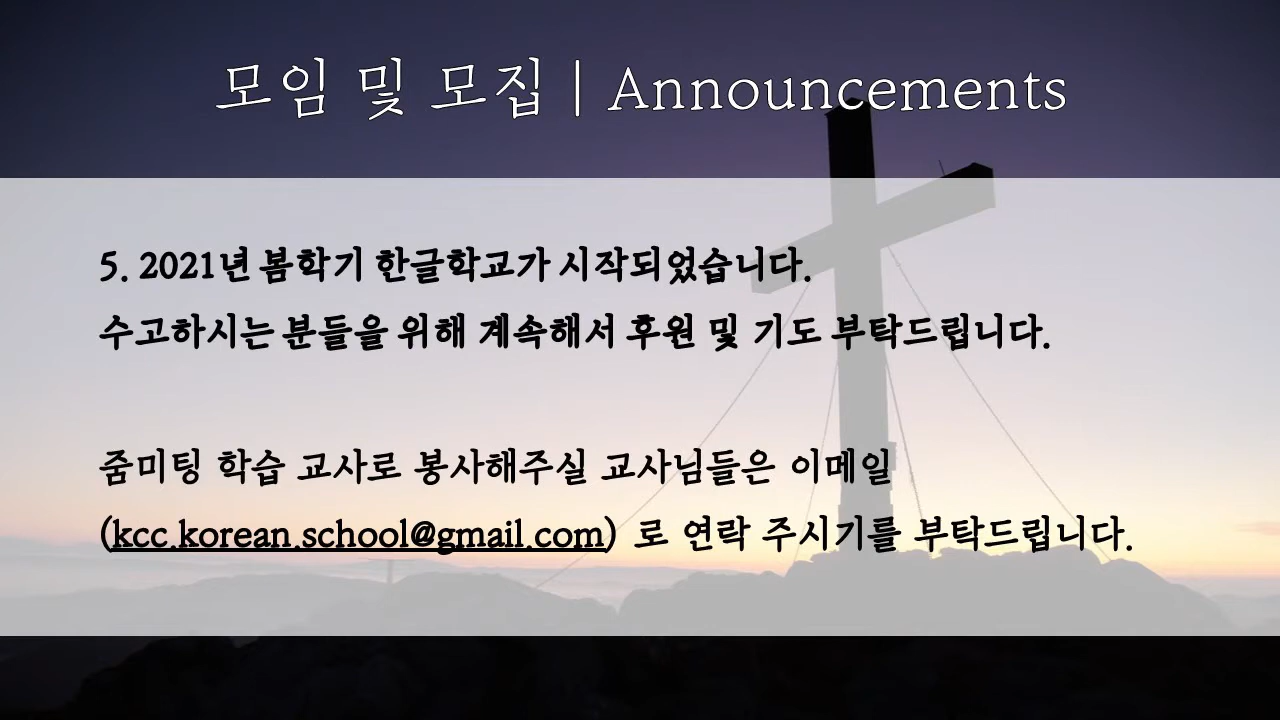 모임 및 모집 | Announcements
5. 2021년 봄학기 한글학교가 시작되었습니다.
수고하시는 분들을 위해 계속해서 후원 및 기도 부탁드립니다.
줌미팅 학습 교사로 봉사해주실 교사님들은 이메일
(kcc.korean.school@gmail.com) 로 연락 주시기를 부탁드립니다.